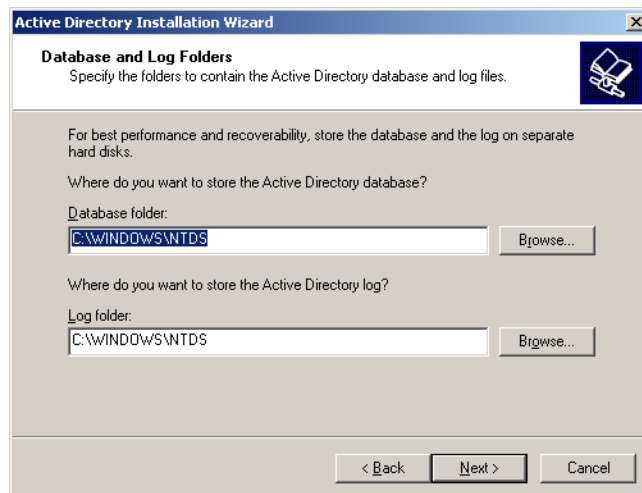 Active Directory Installation Wizard
Database and Log Folders
Specify the folders to contain the Active Directory database and log files.
For best performance and recoverability, store the database and the log on separate
hard disks.
Where do you want to store the Active Directory database?
Database folder:
C:\WINDOWS\NTDS
Browse...
Where do you want to store the Active Directory log?
Log folder:
C:\WINDOWS\NTDS
Browse...
< Back
Next >
Cancel